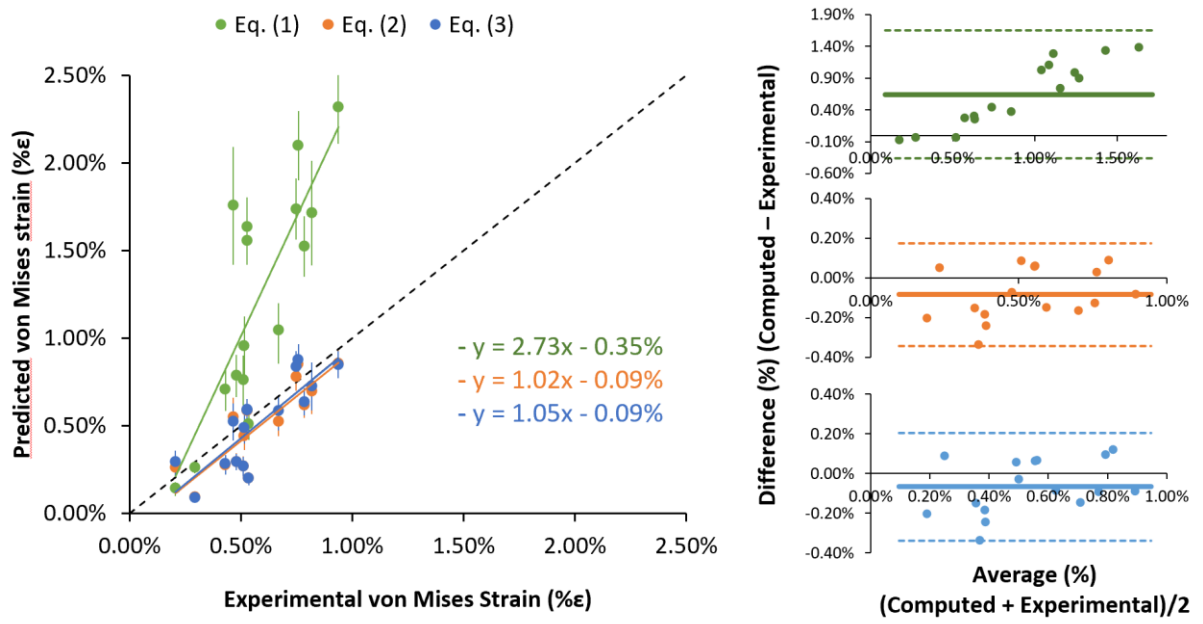 Eq. (1) Eq. (2) Eq. (3)
Predicted von Mises strain (%ε)
2.50%
2.00%
1.50%
1.00%
0.50%
0.00%
- y = 2.73x - 0.35%
- y = 1.02x - 0.09%
- y = 1.05x - 0.09%
0.00% 0.50% 1.00% 1.50% 2.00% 2.50%
Experimental von Mises Strain (%ε)
Difference (%) (Computed – Experimental)
1.90%
1.40%
0.90%
0.40%
-0.10%
-0.60%
0.00% 0.50% 1.00% 1.50%
0.40%
0.20%
0.00%
-0.20%
-0.40%
0.00% 0.50% 1.00%
0.40%
0.20%
0.00%
-0.20%
-0.40%
0.00% 0.20% 0.40% 0.60% 0.80% 1.00%
Average (%)
(Computed + Experimental)/2